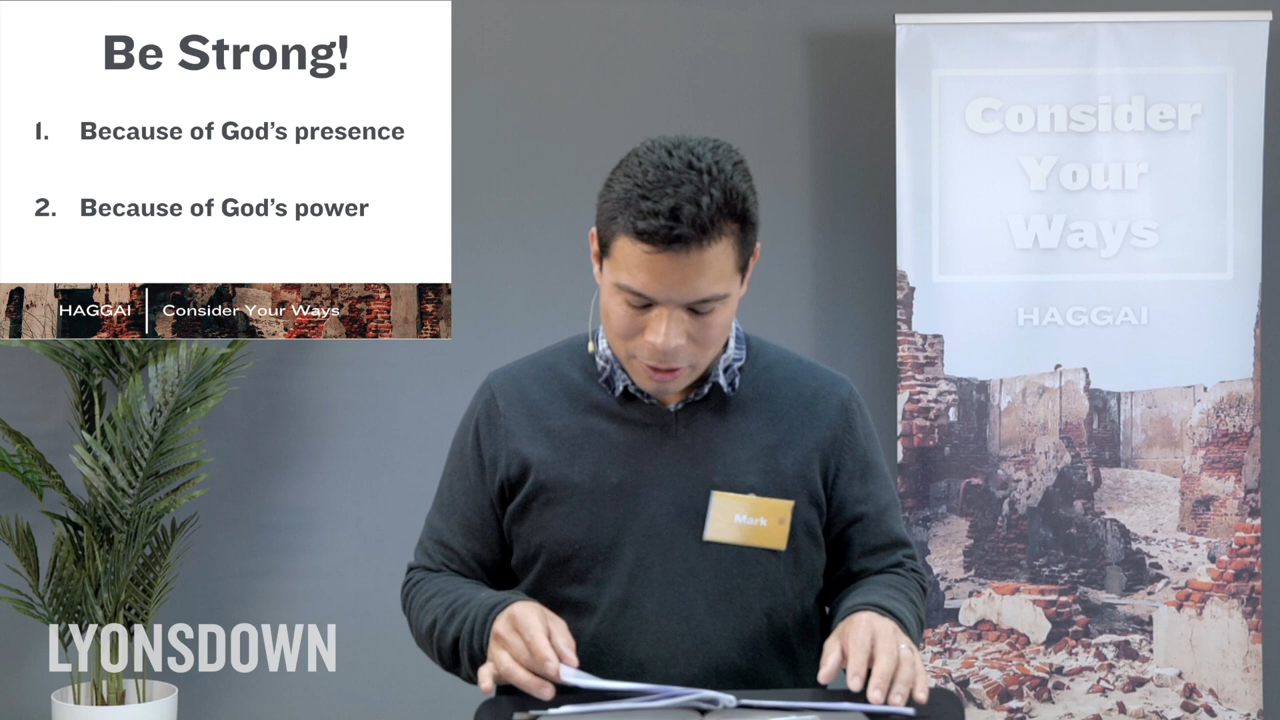 Be Strong!
1. Because of God's presence
2. Because of God's power
HAGGAI | Consider Your Ways
Consider
Your
Ways
HAGGAI
Mark
LYONSDOWN